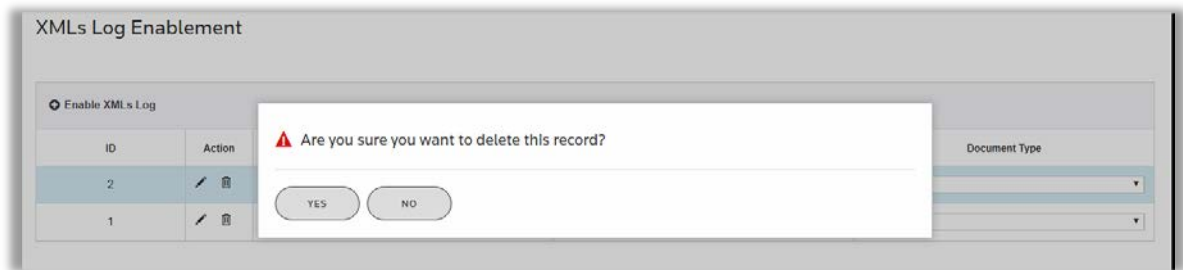 XMLs Log Enablement
Enable XMLs Log
Are you sure you want to delete this record?
ID Action Document Type
2
YES NO
1